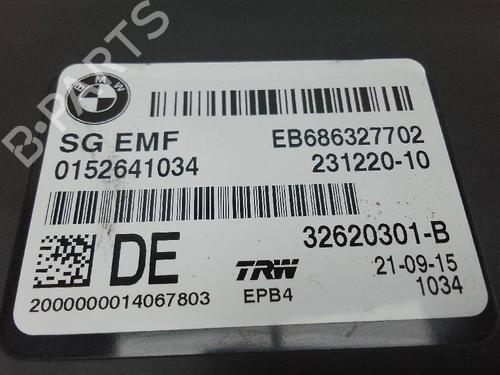 B-PARTS
BMW
SG EMF
EB686327702
0152641034
231220-10
32620301-B
DE
TRW
21-09-15
EPB4
1034
2000000014067803